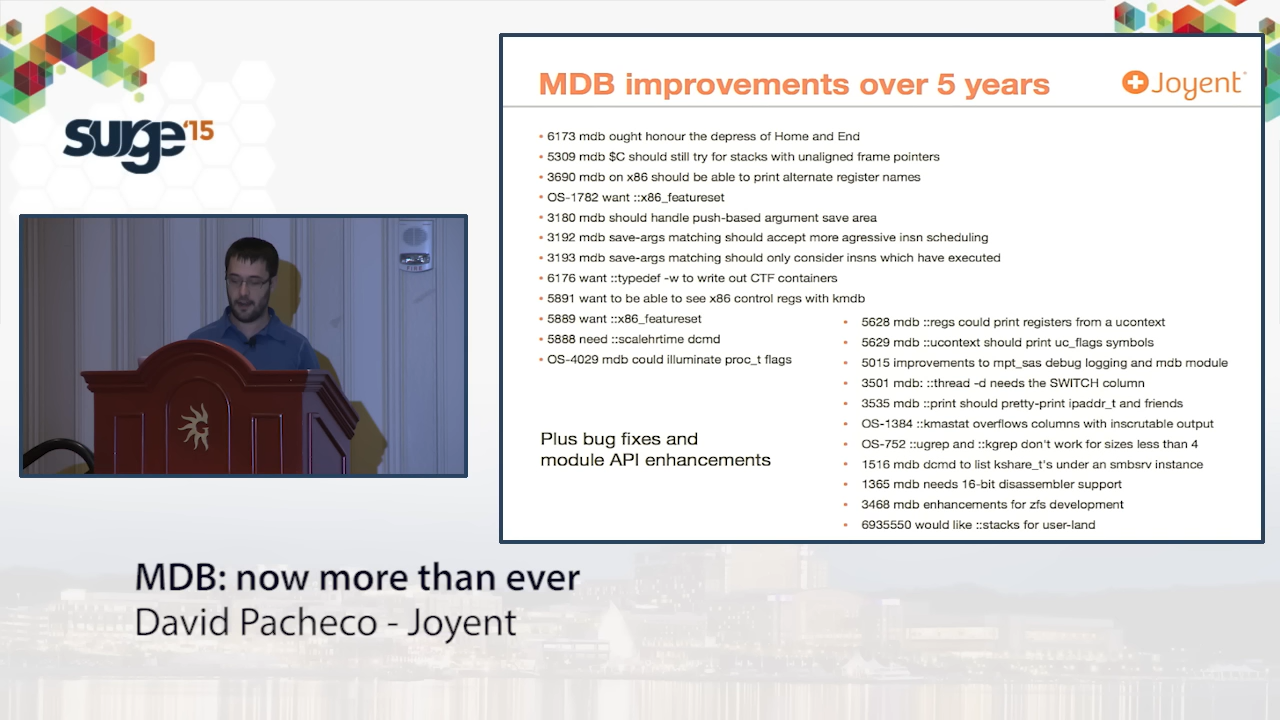 surge '15
MDB improvements over 5 years
Joyent
• 6173 mdb ought honour the depress of Home and End
• 5309 mdb $C should still try for stacks with unaligned frame pointers
• 3690 mdb on x86 should be able to print alternate register names
• OS-1782 want ::x86_featureset
• 3180 mdb should handle push-based argument save area
• 3192 mdb save-args matching should accept more agressive insn scheduling
• 3193 mdb save-args matching should only consider insns which have executed
• 6176 want ::typedef -w to write out CTF containers
• 5891 want to be able to see x86 control regs with kmdb
• 5889 want ::x86_featureset
• 5888 need ::scalehrtime dcmd
• OS-4029 mdb could illuminate proc_t flags
• 5628 mdb ::regs could print registers from a ucontext
• 5629 mdb ::ucontext should print uc_flags symbols
• 5015 improvements to mpt_sas debug logging and mdb module
• 3501 mdb: ::thread -d needs the SWITCH column
• 3535 mdb ::print should pretty-print ipaddr_t and friends
• OS-1384 ::kmastat overflows columns with inscrutable output
• OS-752 ::ugrep and ::kgrep don't work for sizes less than 4
• 1516 mdb dcmd to list kshare_t's under an smbsrv instance
• 1365 mdb needs 16-bit disassembler support
• 3468 mdb enhancements for zfs development
• 6935550 would like ::stacks for user-land
Plus bug fixes and
module API enhancements
FIRE
MDB: now more than ever
David Pacheco - Joyent